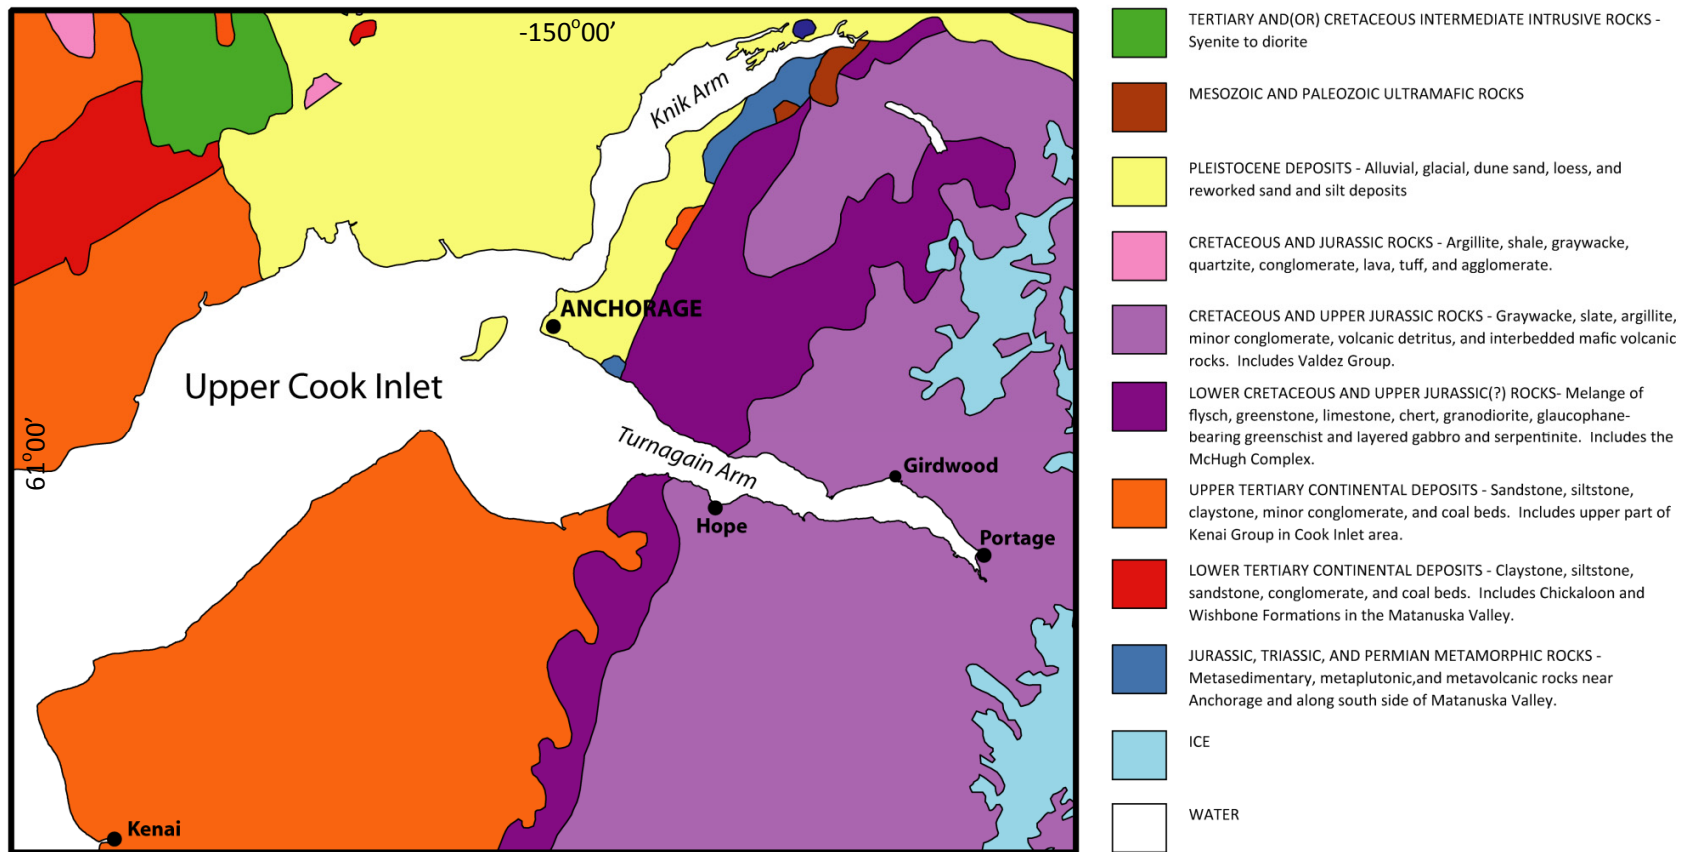 -150°00'
Knik Arm
ANCHORAGE
Upper Cook Inlet
61°00'
Turnagain Arm
Girdwood
Hope
Portage
Kenai
TERTIARY AND(OR) CRETACEOUS INTERMEDIATE INTRUSIVE ROCKS -
Syenite to diorite
MESOZOIC AND PALEOZOIC ULTRAMAFIC ROCKS
PLEISTOCENE DEPOSITS - Alluvial, glacial, dune sand, loess, and
reworked sand and silt deposits
CRETACEOUS AND JURASSIC ROCKS - Argillite, shale, graywacke,
quartzite, conglomerate, lava, tuff, and agglomerate.
CRETACEOUS AND UPPER JURASSIC ROCKS - Graywacke, slate, argillite,
minor conglomerate, volcanic detritus, and interbedded mafic volcanic
rocks.  Includes Valdez Group.
LOWER CRETACEOUS AND UPPER JURASSIC(?) ROCKS- Melange of
flysch, greenstone, limestone, chert, granodiorite, glaucophane-
bearing greenschist and layered gabbro and serpentinite.  Includes the
McHugh Complex.
UPPER TERTIARY CONTINENTAL DEPOSITS - Sandstone, siltstone,
claystone, minor conglomerate, and coal beds.  Includes upper part of
Kenai Group in Cook Inlet area.
LOWER TERTIARY CONTINENTAL DEPOSITS - Claystone, siltstone,
sandstone, conglomerate, and coal beds.  Includes Chickaloon and
Wishbone Formations in the Matanuska Valley.
JURASSIC, TRIASSIC, AND PERMIAN METAMORPHIC ROCKS -
Metasedimentary, metaplutonic,and metavolcanic rocks near
Anchorage and along south side of Matanuska Valley.
ICE
WATER